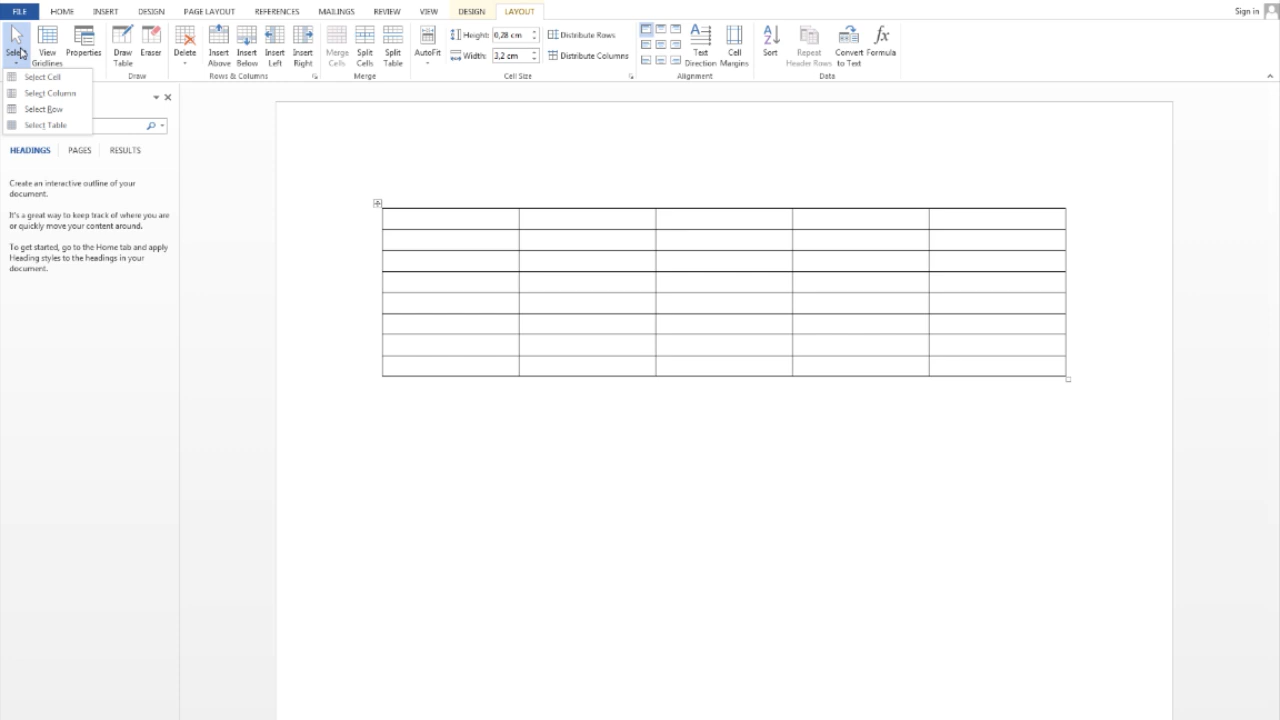 FILE HOME INSERT DESIGN PAGE LAYOUT REFERENCES MAILINGS REVIEW VIEW DESIGN LAYOUT Sign in
Select View Gridlines Properties Draw Table Eraser Delete Insert Above Insert Below Insert Left Insert Right Merge Cells Split Cells Split Table AutoFit Height: 0,28 cm Distribute Rows Text Direction Cell Margins Sort Repeat Header Rows Convert to Text Formula
Width: 3,2 cm Distribute Columns
Draw Rows & Columns Merge Cell Size Alignment Data
Select Cell
Select Column
Select Row
Select Table
HEADINGS PAGES RESULTS
Create an interactive outline of your
document.
It's a great way to keep track of where you are
or quickly move your content around.
To get started, go to the Home tab and apply
Heading styles to the headings in your
document.